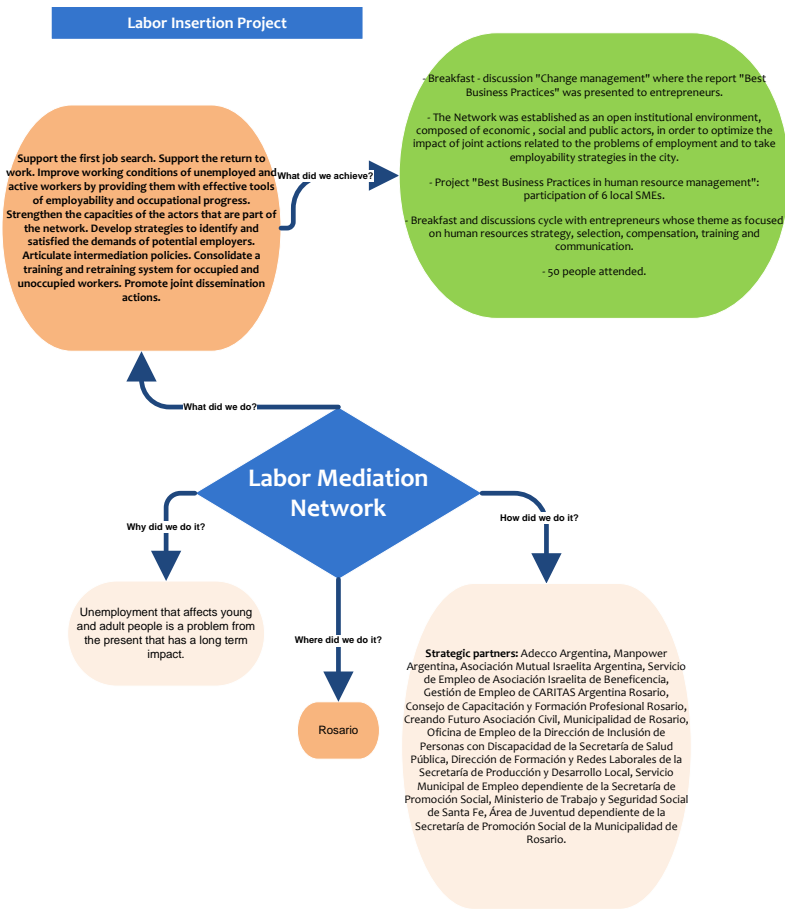 Labor Insertion Project
- Breakfast - discussion "Change management" where the report "Best
Business Practices" was presented to entrepreneurs.
- The Network was established as an open institutional environment,
composed of economic , social and public actors, in order to optimize the
impact of joint actions related to the problems of employment and to take
employability strategies in the city.
- Project "Best Business Practices in human resource management":
participation of 6 local SMEs.
- Breakfast and discussions cycle with entrepreneurs whose theme as focused
on human resources strategy, selection, compensation, training and
communication.
- 50 people attended.
What did we achieve?
Support the first job search. Support the return to
work. Improve working conditions of unemployed and
active workers by providing them with effective tools
of employability and occupational progress.
Strengthen the capacities of the actors that are part of
the network. Develop strategies to identify and
satisfied the demands of potential employers.
Articulate intermediation policies. Consolidate a
training and retraining system for occupied and
unoccupied workers. Promote joint dissemination
actions.
What did we do?
Labor Mediation
Network
Why did we do it?
How did we do it?
Unemployment that affects young
and adult people is a problem from
the present that has a long term
impact.
Where did we do it?
Rosario
Strategic partners: Adecco Argentina, Manpower
Argentina, Asociación Mutual Israelita Argentina, Servicio
de Empleo de Asociación Israelita de Beneficencia,
Gestión de Empleo de CARITAS Argentina Rosario,
Consejo de Capacitación y Formación Profesional Rosario,
Creando Futuro Asociación Civil, Municipalidad de Rosario,
Oficina de Empleo de la Dirección de Inclusión de
Personas con Discapacidad de la Secretaría de Salud
Pública, Dirección de Formación y Redes Laborales de la
Secretaría de Producción y Desarrollo Local, Servicio
Municipal de Empleo dependiente de la Secretaría de
Promoción Social, Ministerio de Trabajo y Seguridad Social
de Santa Fe, Área de Juventud dependiente de la
Secretaría de Promoción Social de la Municipalidad de
Rosario.